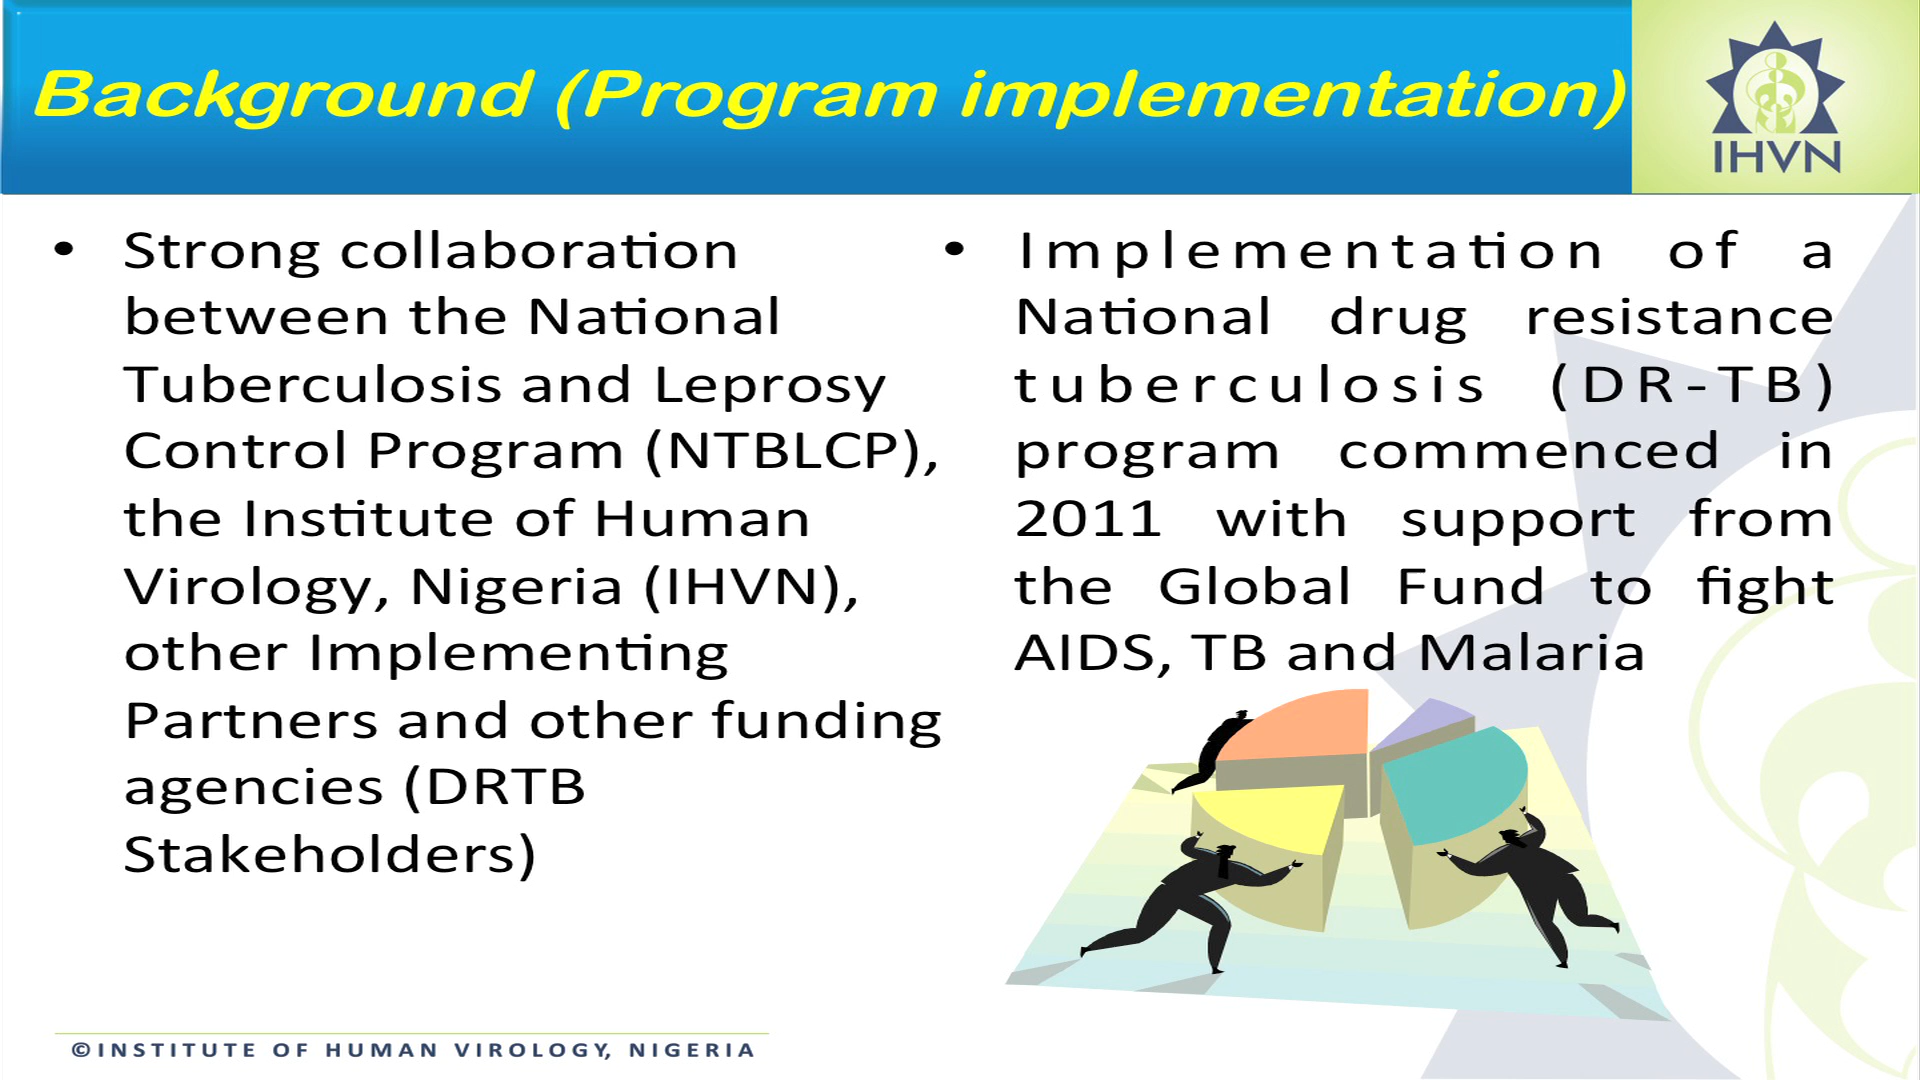 Background (Program implementation)
IHVN
• Strong collaboration
between the National
Tuberculosis and Leprosy
Control Program (NTBLCP),
the Institute of Human
Virology, Nigeria (IHVN),
other Implementing
Partners and other funding
agencies (DRTB
Stakeholders)
• Implementation of a
National drug resistance
tuberculosis (DR-TB)
program commenced in
2011 with support from
the Global Fund to fight
AIDS, TB and Malaria
©INSTITUTE OF HUMAN VIROLOGY, NIGERIA